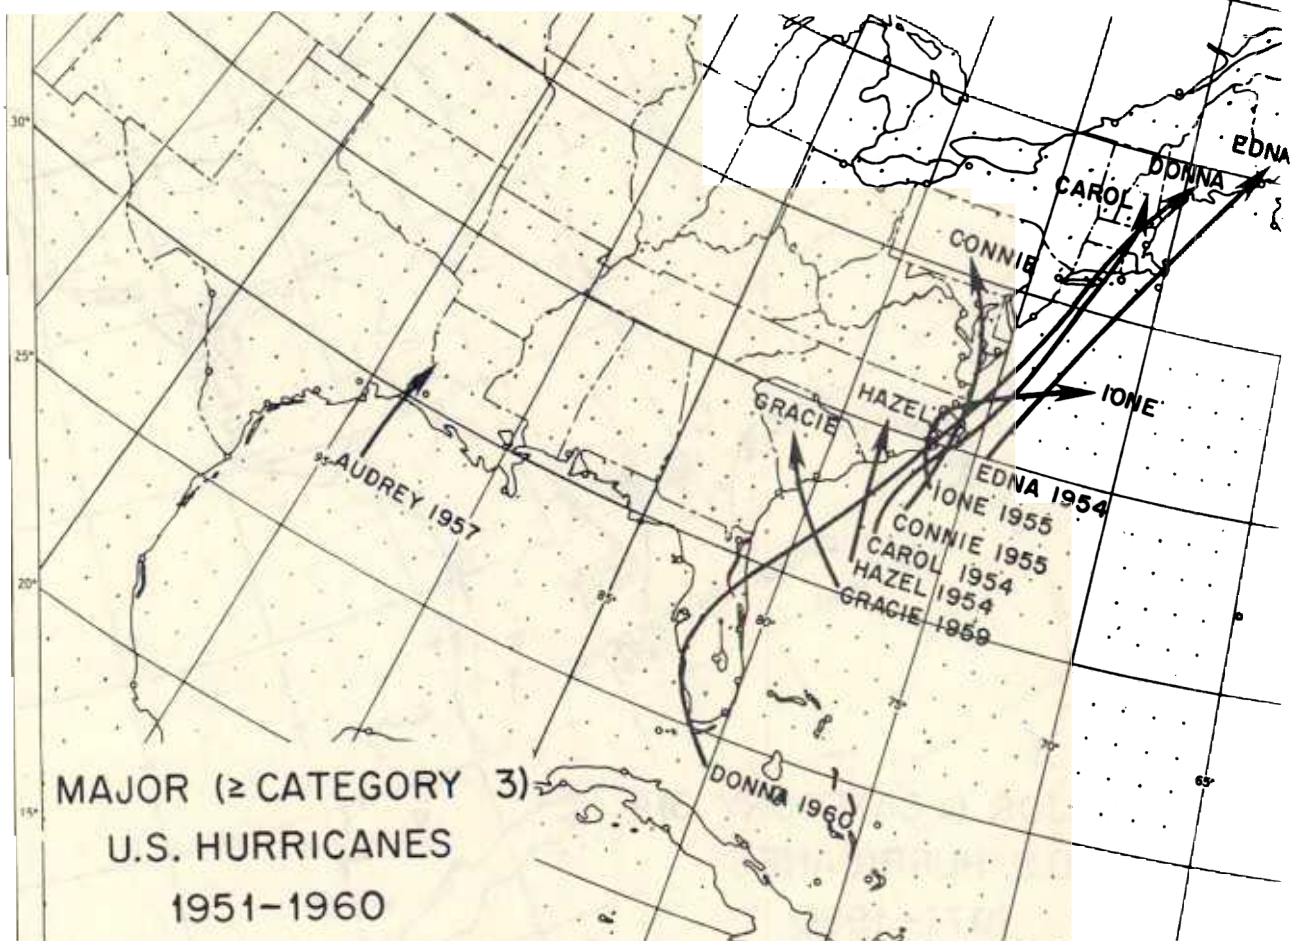 EDNA
DONNA
CAROL
CONNIE
30°
25°
IONE
HAZEL
GRACIE
AUDREY 1957
EDNA 1954
IONE 1955
CONNIE 1955
CAROL 1954
HAZEL 1954
GRACIE 1959
20°
85°
80°
75°
70°
65°
DONNA 1960
15°
MAJOR (≥ CATEGORY 3)
U.S. HURRICANES
1951-1960